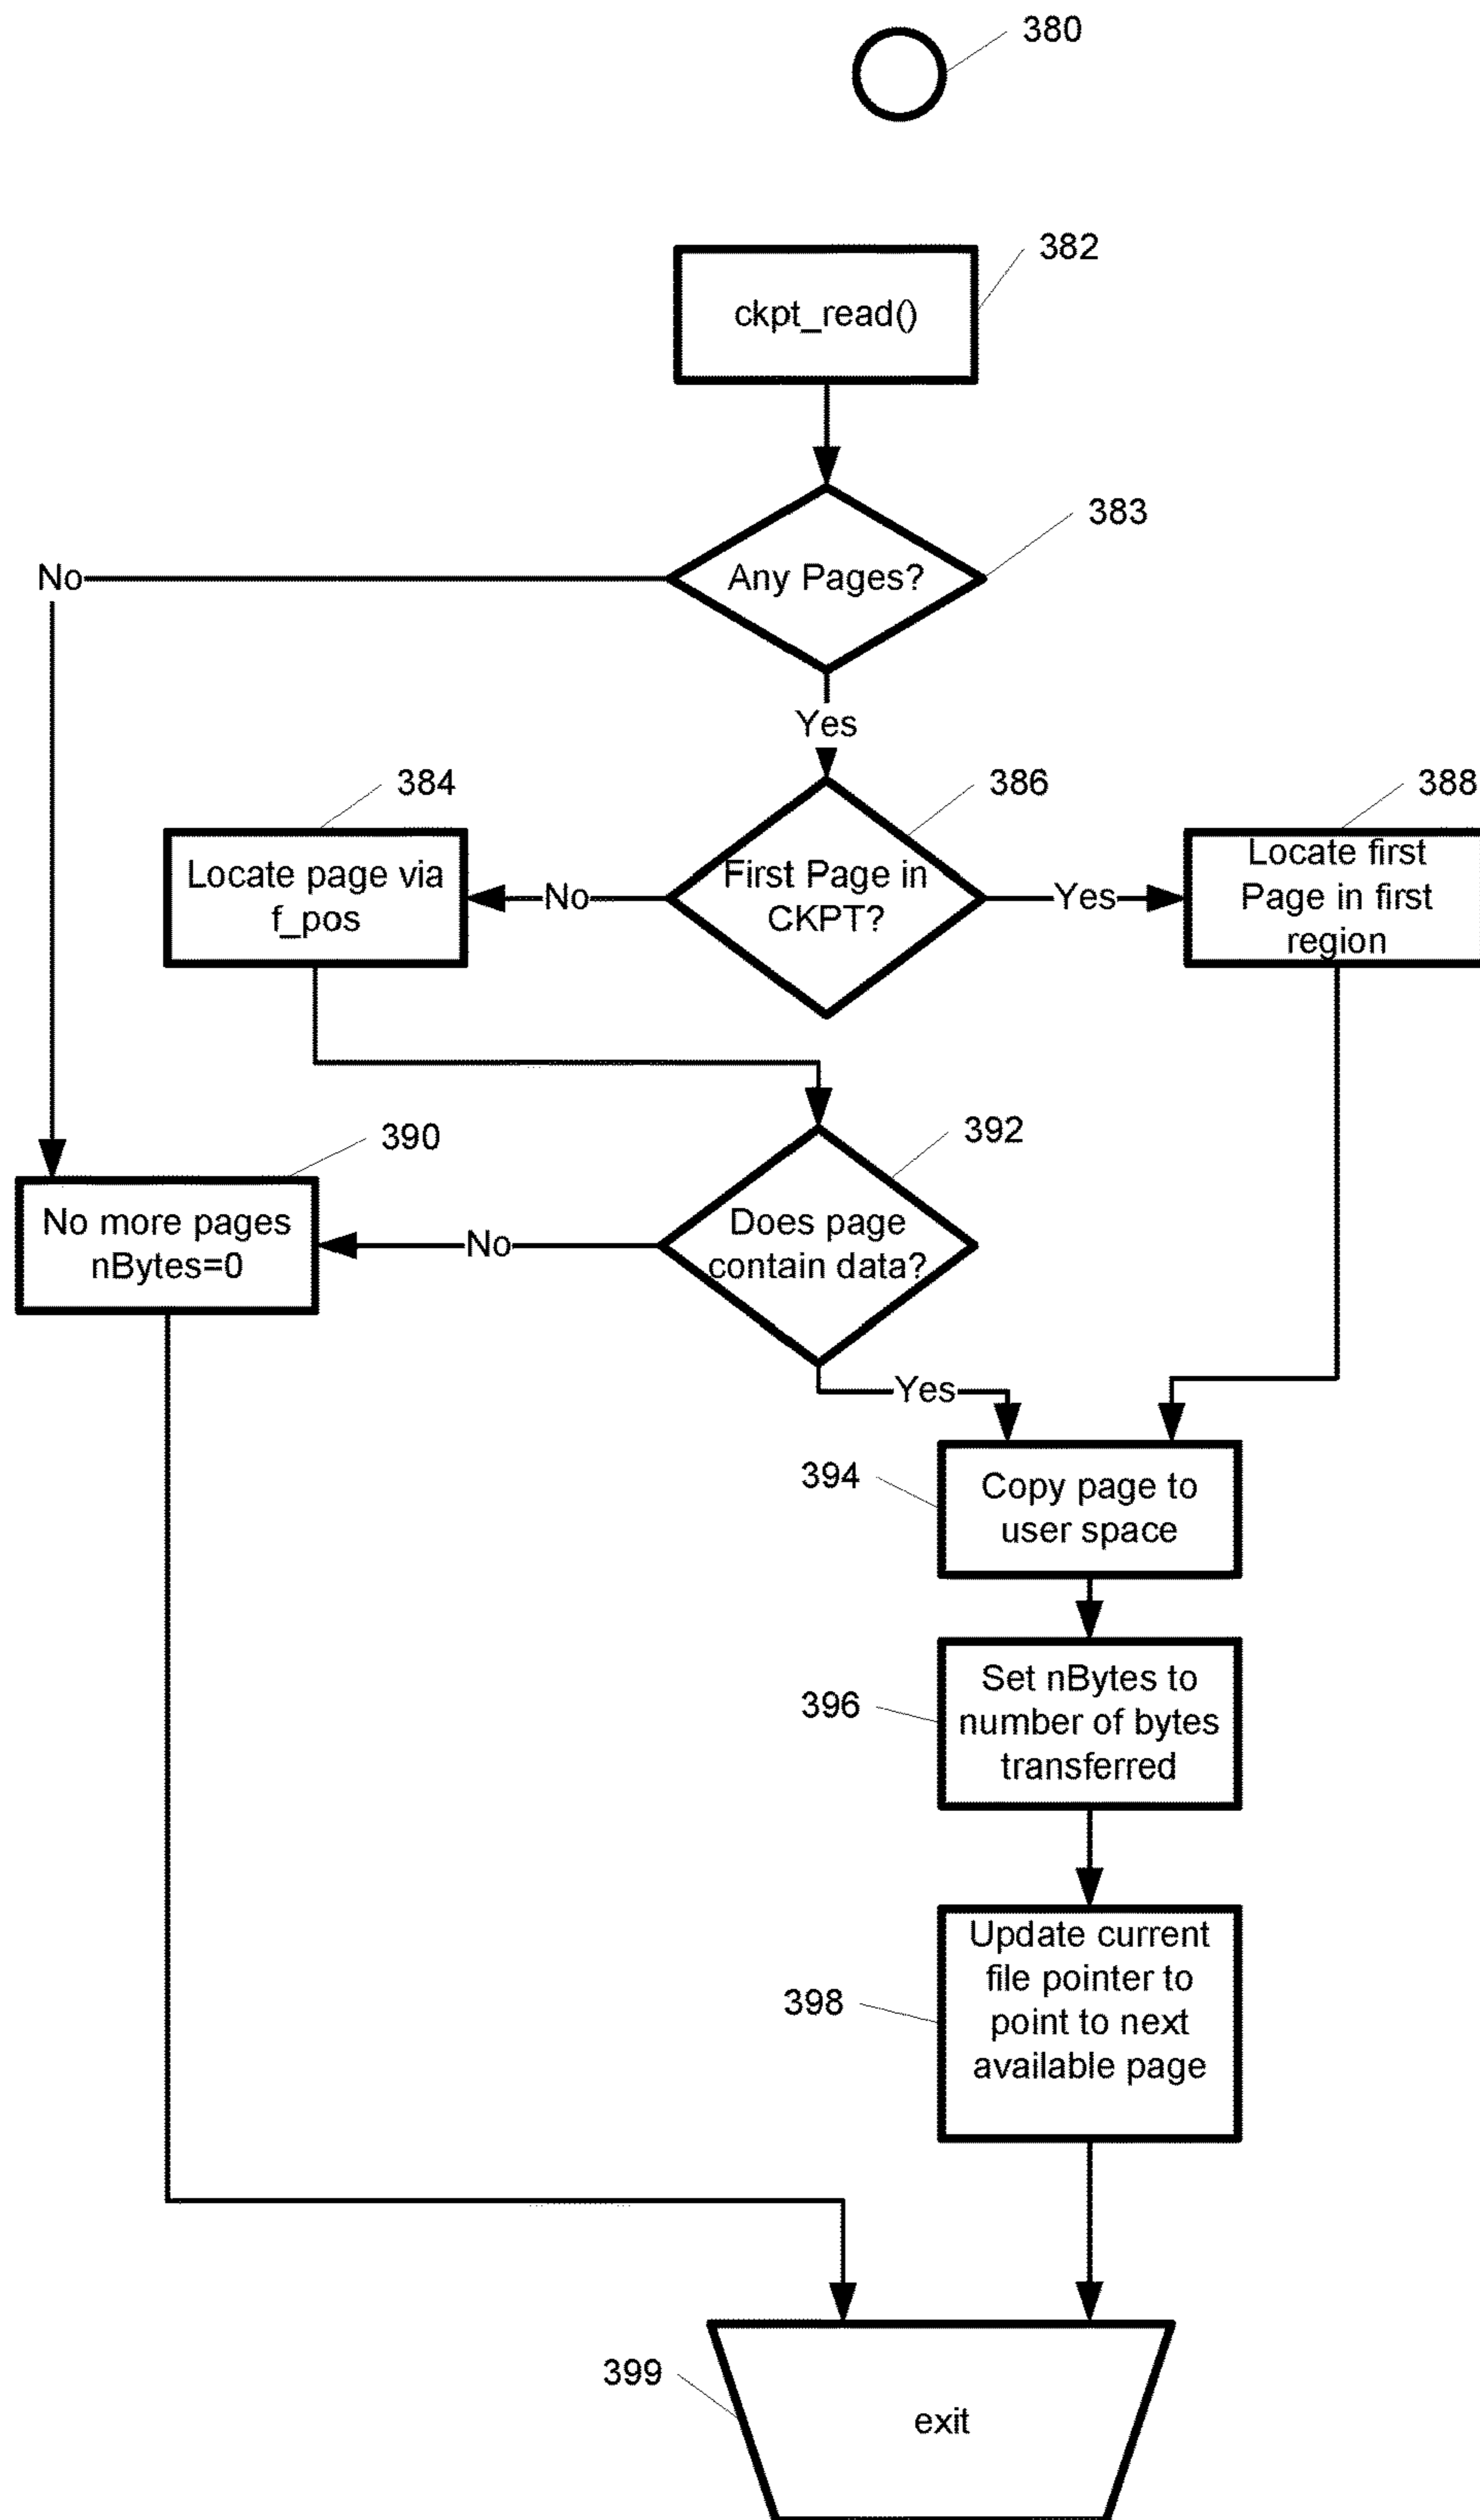 380
382
ckpt_read()
383
Any Pages?
No
Yes
384
386
388
Locate page via
f_pos
No
First Page in
CKPT?
Yes
Locate first
Page in first
region
390
392
No more pages
nBytes=0
No
Does page
contain data?
Yes
394
Copy page to
user space
396
Set nBytes to
number of bytes
transferred
398
Update current
file pointer to
point to next
available page
399
exit